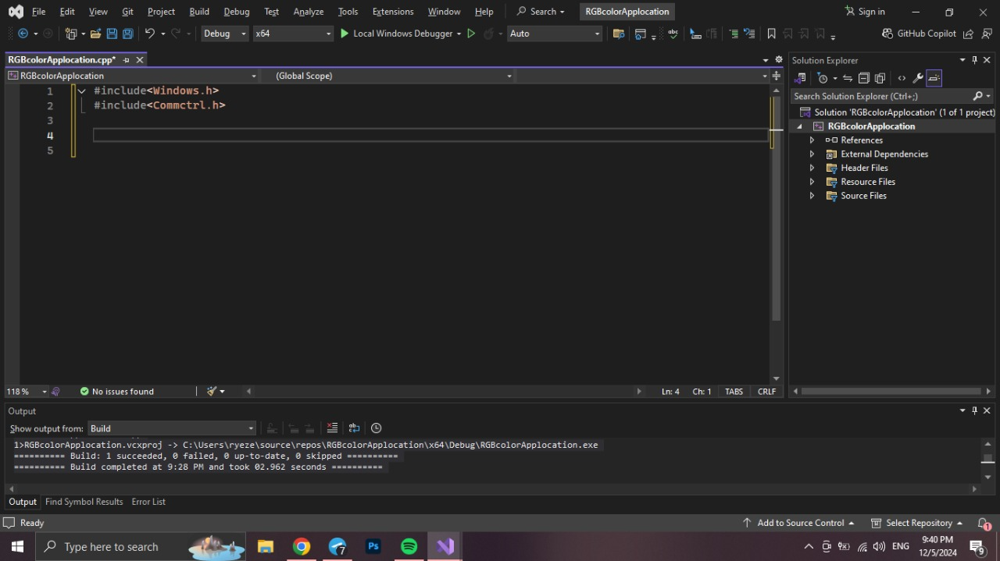 File Edit View Git Project Build Debug Test Analyze Tools Extensions Window Help Search RGBcolorApplocation Sign in
Debug x64 Local Windows Debugger Auto GitHub Copilot
RGBcolorApplocation.cpp*
RGBcolorApplocation (Global Scope)
1 #include<Windows.h>
2 #include<Commctrl.h>
3
4
5
118 % No issues found Ln: 4 Ch: 1 TABS CRLF
Solution Explorer
Search Solution Explorer (Ctrl+;)
Solution 'RGBcolorApplocation' (1 of 1 project)
RGBcolorApplocation
References
External Dependencies
Header Files
Resource Files
Source Files
Output
Show output from: Build
1>RGBcolorApplocation.vcxproj -> C:\Users\ryeze\source\repos\RGBcolorApplocation\x64\Debug\RGBcolorApplocation.exe
========== Build: 1 succeeded, 0 failed, 0 up-to-date, 0 skipped ==========
========== Build completed at 9:28 PM and took 02.962 seconds ==========
Output Find Symbol Results Error List
Ready Add to Source Control Select Repository 1
Type here to search 7 Ps ENG 9:40 PM
12/5/2024 9